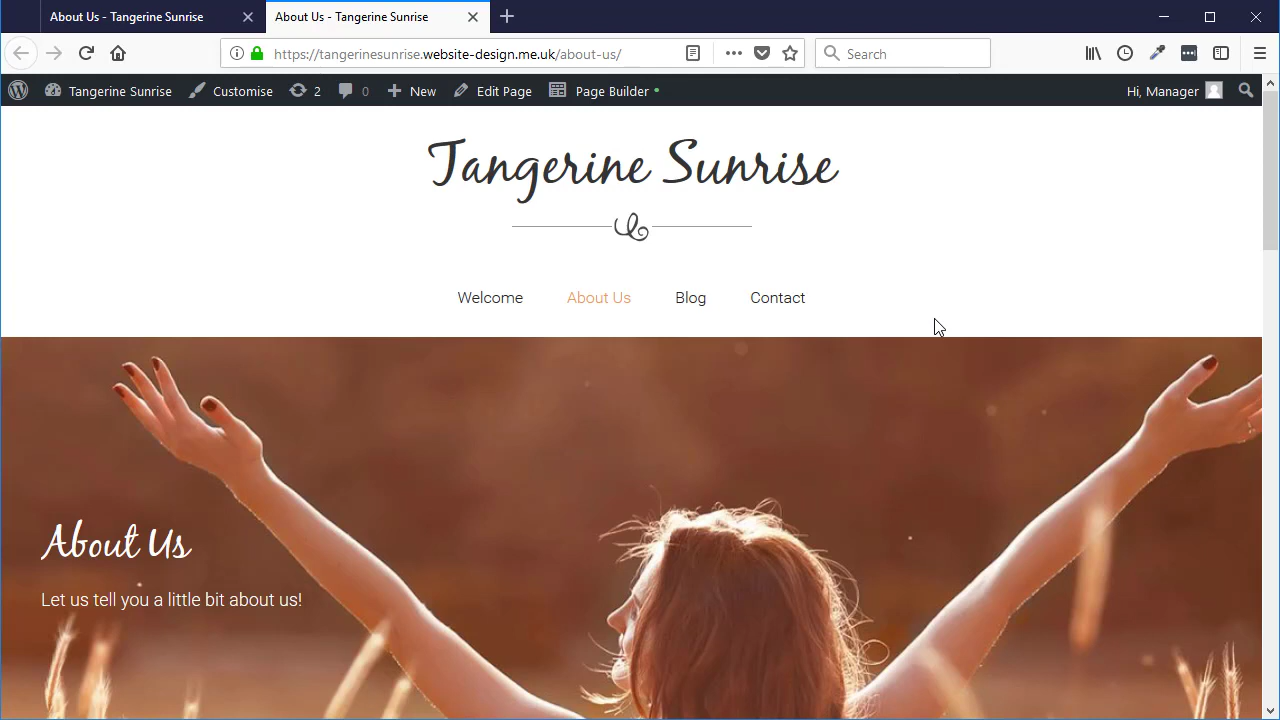 About Us - Tangerine Sunrise
About Us - Tangerine Sunrise
https://tangerinesunrise.website-design.me.uk/about-us/
Search
Tangerine Sunrise Customise 2 0 New Edit Page Page Builder Hi, Manager
Tangerine Sunrise
Welcome About Us Blog Contact
About Us
Let us tell you a little bit about us!